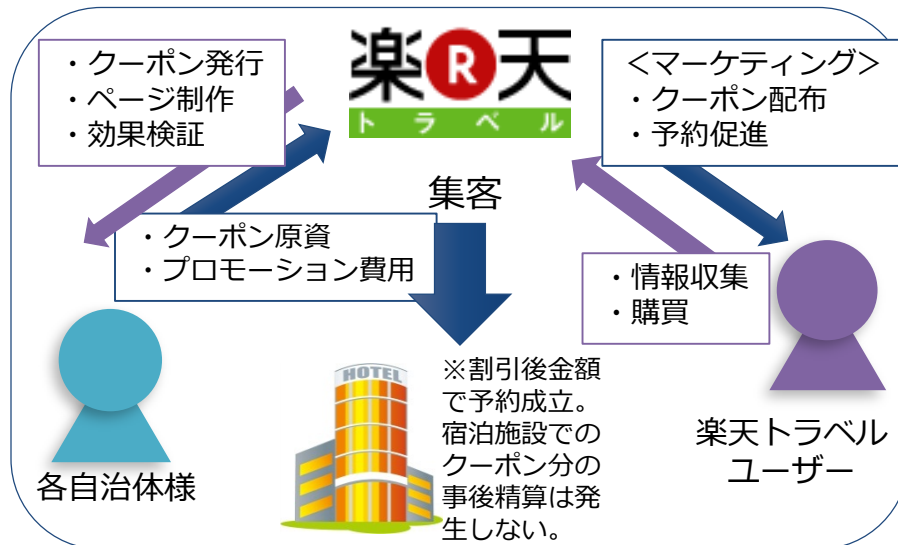 ・クーポン発行
・ページ制作
・効果検証
楽R天
トラベル
<マーケティング>
・クーポン配布
・予約促進
集客
・クーポン原資
・プロモーション費用
・情報収集
・購買
HOTEL
※割引後金額
で予約成立。
宿泊施設での
クーポン分の
事後精算は発
生しない。
各自治体様
楽天トラベル
ユーザー